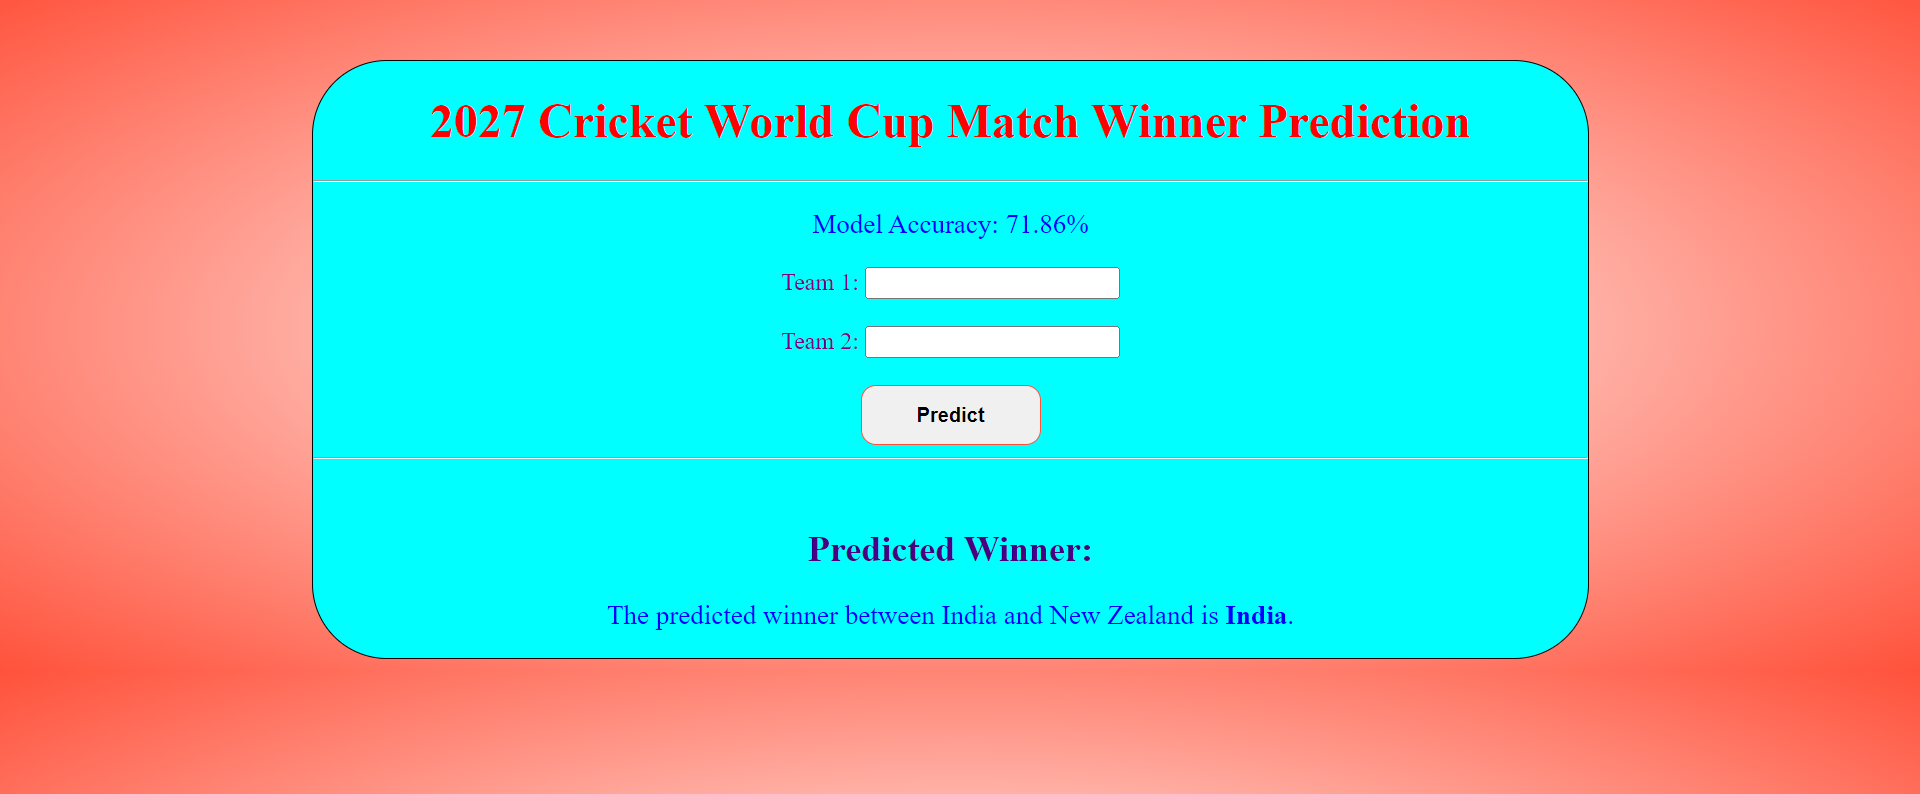 2027 Cricket World Cup Match Winner Prediction
Model Accuracy: 71.86%
Team 1:
Team 2:
Predict
Predicted Winner:
The predicted winner between India and New Zealand is India.